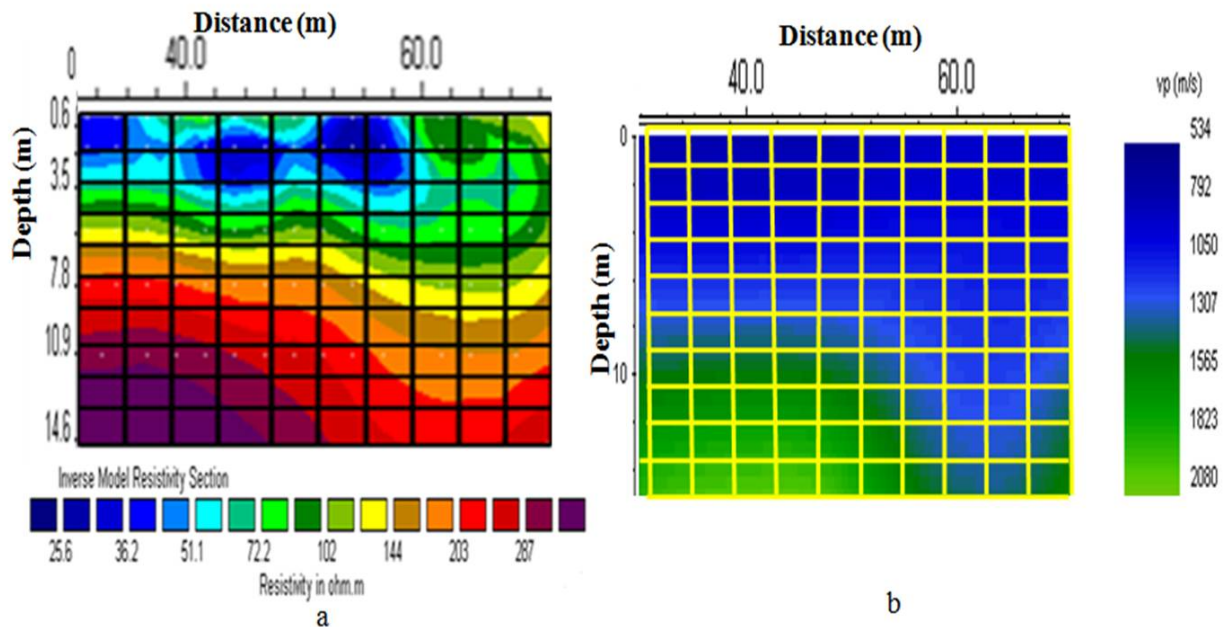 Distance (m)
0
40.0
60.0
Depth (m)
0.6
3.5
7.8
10.9
14.6
Inverse Model Resistivity Section
25.6 36.2 51.1 72.2 102 144 203 287
Resistivity in ohm.m
a
Distance (m)
40.0 60.0
Depth (m)
0
10
vp (m/s)
534
792
1050
1307
1565
1823
2080
b